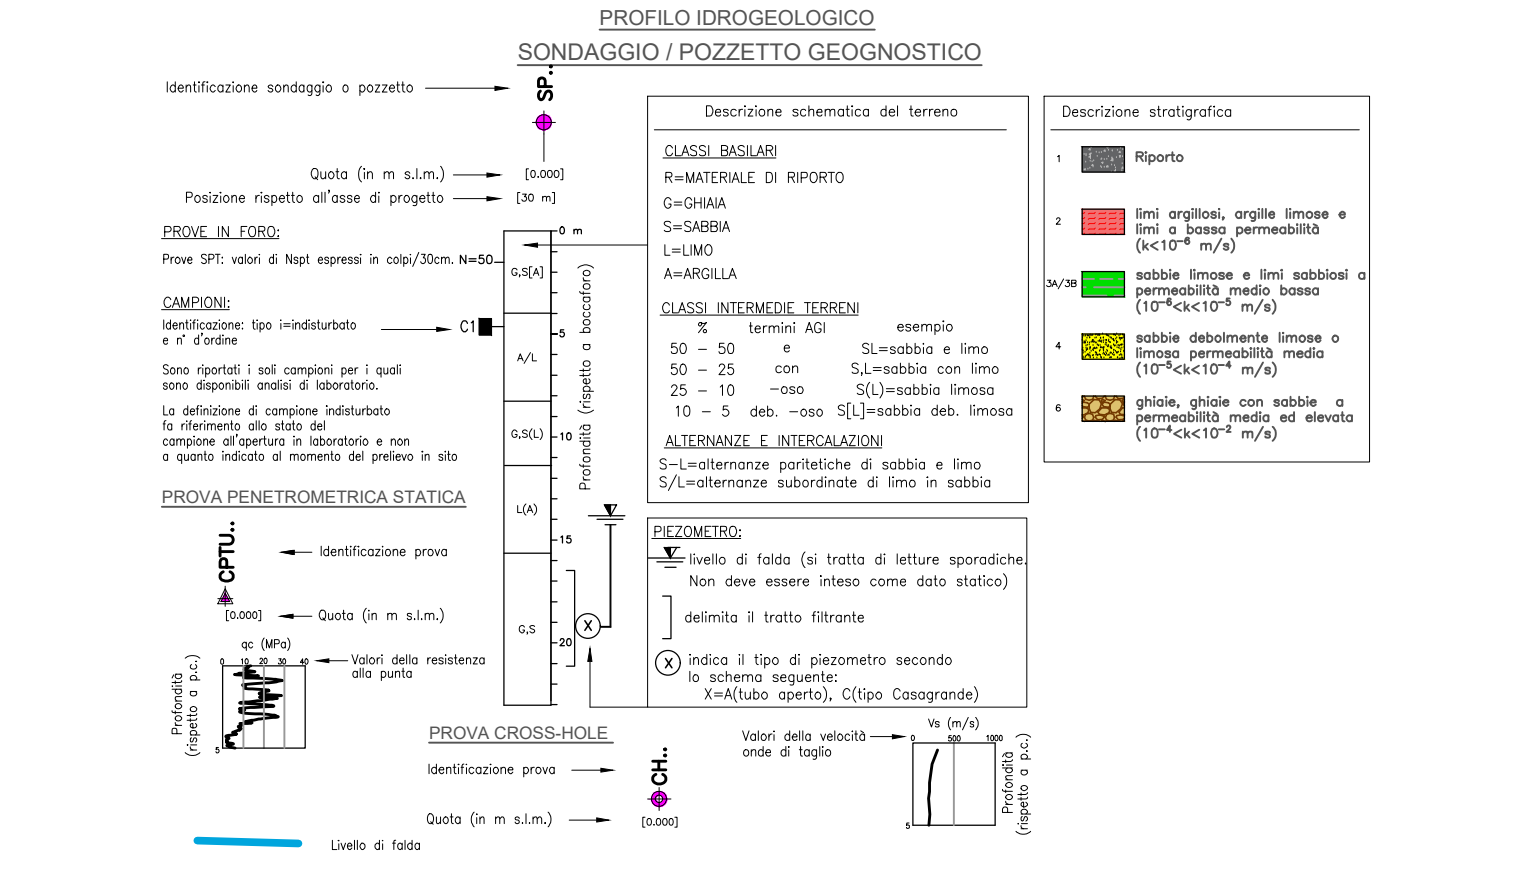 PROFILO IDROGEOLOGICO
SONDAGGIO / POZZETTO GEOGNOSTICO
Identificazione sondaggio o pozzetto
SP..
Quota (in m s.l.m.)
[0.000]
Posizione rispetto all'asse di progetto
[30 m]
PROVE IN FORO:
Prove SPT: valori di Nspt espressi in colpi/30cm.
N=50
CAMPIONI:
Identificazione: tipo i=indisturbato
e n° d'ordine
C1
Sono riportati i soli campioni per i quali
sono disponibili analisi di laboratorio.
La definizione di campione indisturbato
fa riferimento allo stato del
campione all'apertura in laboratorio e non
a quanto indicato al momento del prelievo in sito
0 m
G,S[A]
5
A/L
G,S(L)
10
L(A)
15
G,S
20
Profondità (rispetto a boccaforo)
X
Descrizione schematica del terreno
CLASSI BASILARI
R=MATERIALE DI RIPORTO
G=GHIAIA
S=SABBIA
L=LIMO
A=ARGILLA
CLASSI INTERMEDIE TERRENI
% termini AGI esempio
50 – 50 e SL=sabbia e limo
50 – 25 con S,L=sabbia con limo
25 – 10 –oso S(L)=sabbia limosa
10 – 5 deb. –oso S[L]=sabbia deb. limosa
ALTERNANZE E INTERCALAZIONI
S–L=alternanze paritetiche di sabbia e limo
S/L=alternanze subordinate di limo in sabbia
Descrizione stratigrafica
1 Riporto
2 limi argillosi, argille limose e
limi a bassa permeabilità
(k<10⁻⁶ m/s)
3A/3B sabbie limose e limi sabbiosi a
permeabilità medio bassa
(10⁻⁶<k<10⁻⁵ m/s)
4 sabbie debolmente limose o
limosa permeabilità media
(10⁻⁵<k<10⁻⁴ m/s)
6 ghiaie, ghiaie con sabbie a
permeabilità media ed elevata
(10⁻⁴<k<10⁻² m/s)
PIEZOMETRO:
livello di falda (si tratta di letture sporadiche.
Non deve essere inteso come dato statico)
delimita il tratto filtrante
X
indica il tipo di piezometro secondo
lo schema seguente:
X=A(tubo aperto), C(tipo Casagrande)
PROVA PENETROMETRICA STATICA
CPTU..
Identificazione prova
[0.000]
Quota (in m s.l.m.)
qc (MPa)
0 10 20 30 40
Valori della resistenza
alla punta
Profondità
(rispetto a p.c.)
5
PROVA CROSS-HOLE
Identificazione prova
CH..
Quota (in m s.l.m.)
[0.000]
Valori della velocità
onde di taglio
Vs (m/s)
0 500 1000
Profondità
(rispetto a p.c.)
5
Livello di falda